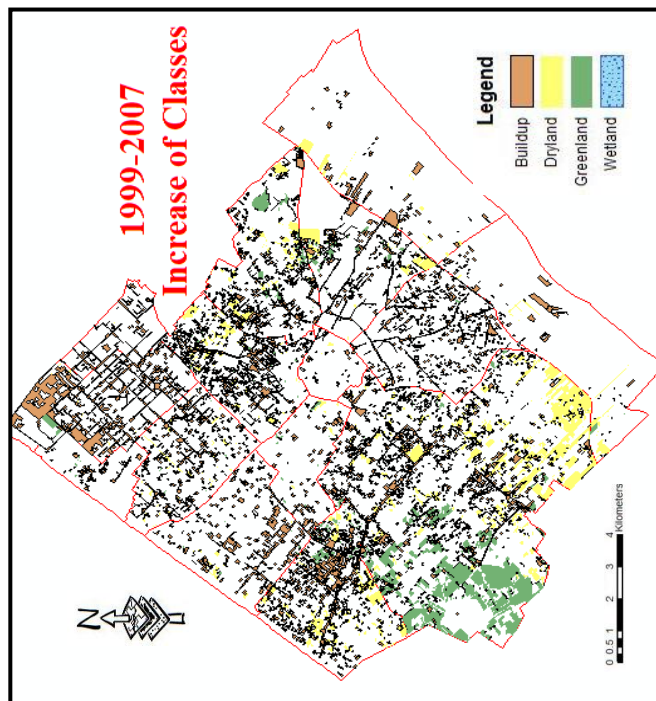 1999-2007
Increase of Classes
Legend
Buildup
Dryland
Greenland
Wetland
N
0 0.5 1 2 3 4
Kilometers